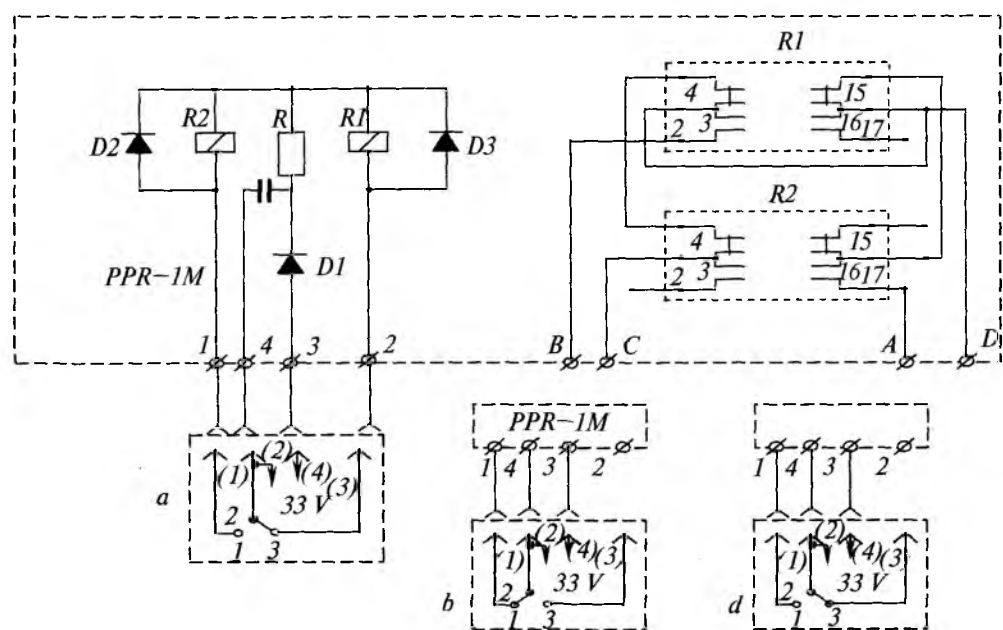 R1
R2 R R1 4 15
D2 D3 2 3 16 17
R2
4 15
PPR–1M D1 2 3 16 17
1 4 3 2 B C A D
PPR–1M
1 4 3 2 1 4 3 2
a (1) (2) (4) (3)
33 V
2
1 3
b (1) (2) (4) (3)
33 V
2
1 3
d 1) (2) (4) (3)
33 V
2
1 3